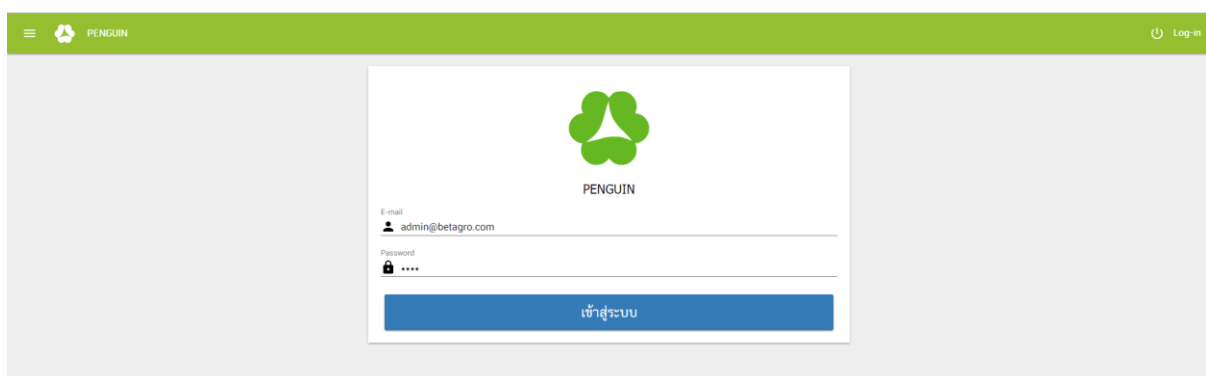 PENGUIN
Log-in
PENGUIN
E-mail
admin@betagro.com
Password
••••
เข้าสู่ระบบ